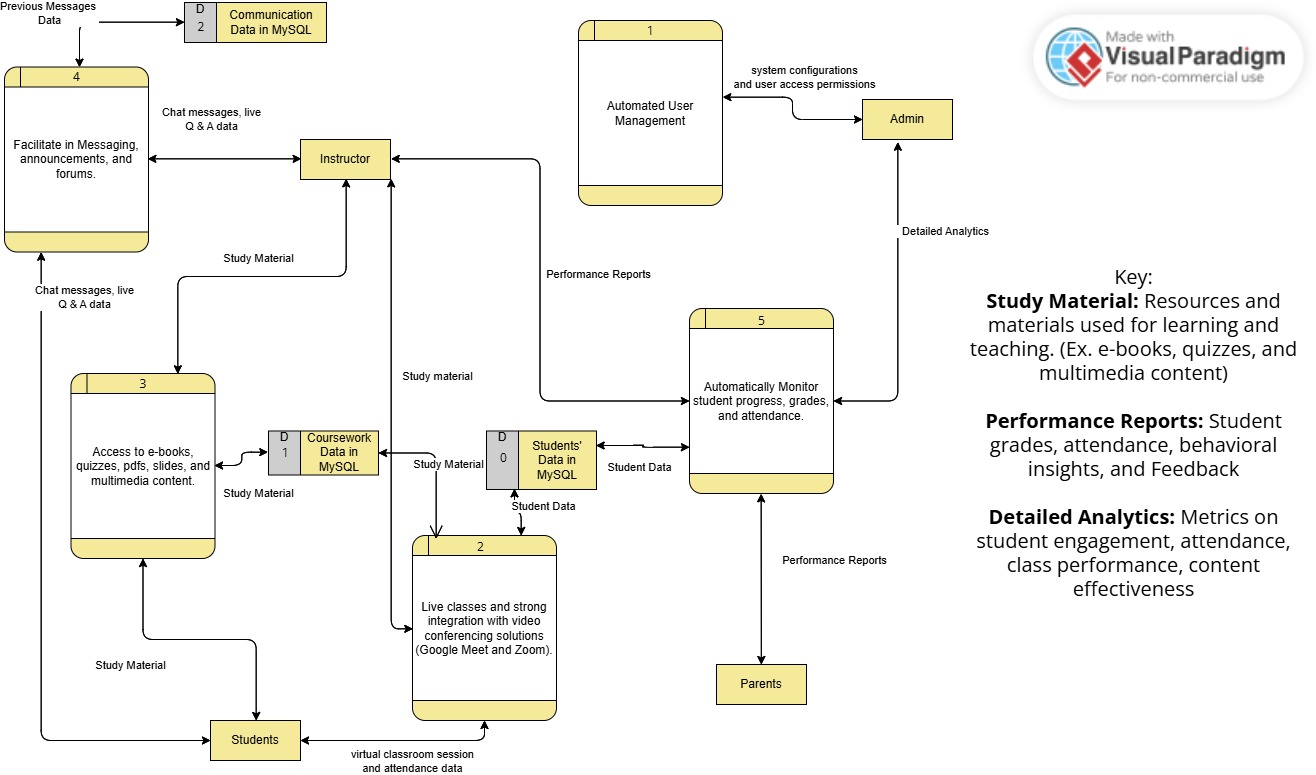 Previous Messages
Data
D
2
Communication
Data in MySQL
1
Automated User
Management
system configurations
and user access permissions
Admin
Made with
Visual Paradigm
For non-commercial use
4
Facilitate in Messaging,
announcements, and
forums.
Chat messages, live
Q & A data
Instructor
Detailed Analytics
Study Material
Performance Reports
Chat messages, live
Q & A data
Key:
Study Material: Resources and
materials used for learning and
teaching. (Ex. e-books, quizzes, and
multimedia content)
Performance Reports: Student
grades, attendance, behavioral
insights, and Feedback
Detailed Analytics: Metrics on
student engagement, attendance,
class performance, content
effectiveness
5
Automatically Monitor
student progress, grades,
and attendance.
Study material
3
Access to e-books,
quizzes, pdfs, slides, and
multimedia content.
D
1
Coursework
Data in
MySQL
Study Material
D
0
Students'
Data in
MySQL
Student Data
Study Material
Student Data
2
Live classes and strong
integration with video
conferencing solutions
(Google Meet and Zoom).
Performance Reports
Study Material
Parents
Students
virtual classroom session
and attendance data